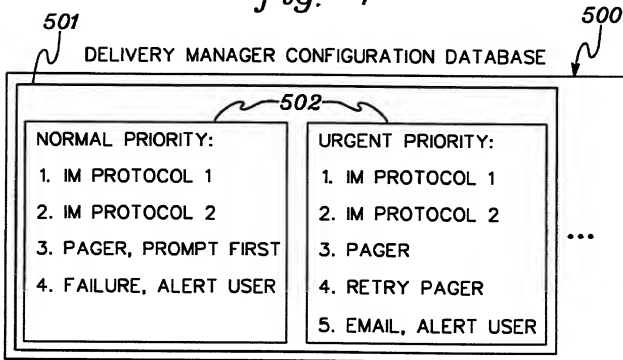 501
500
DELIVERY MANAGER CONFIGURATION DATABASE
502
NORMAL PRIORITY:
1. IM PROTOCOL 1
2. IM PROTOCOL 2
3. PAGER, PROMPT FIRST
4. FAILURE, ALERT USER
URGENT PRIORITY:
1. IM PROTOCOL 1
2. IM PROTOCOL 2
3. PAGER
4. RETRY PAGER
5. EMAIL, ALERT USER
...